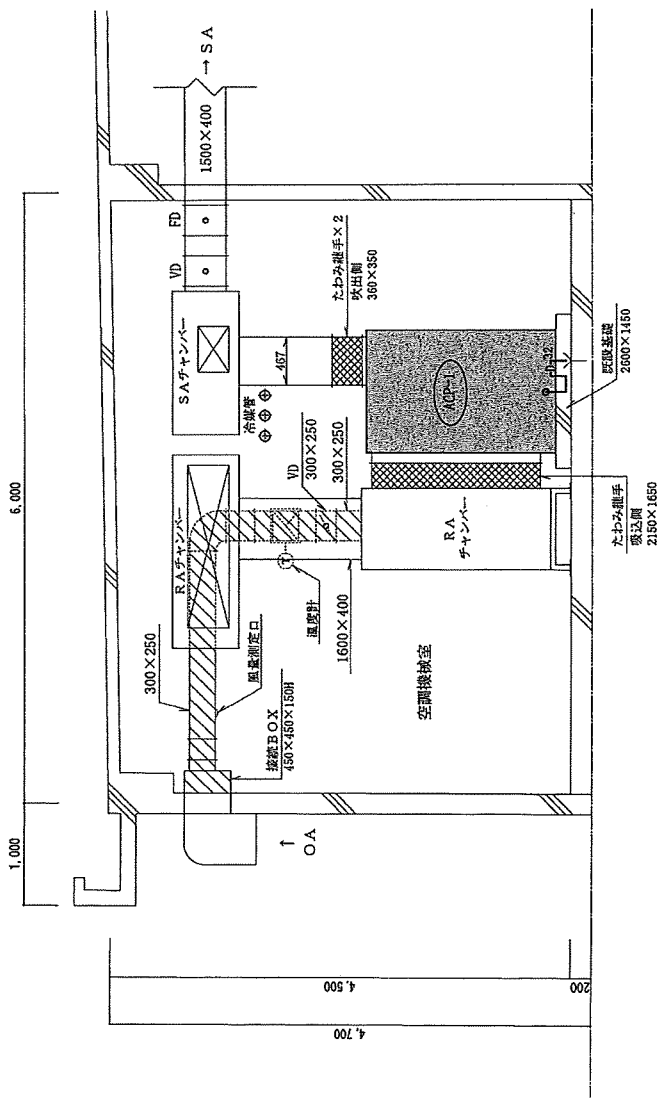 6,000
1,000
4,500
4,700
200
→ SA
1500×400
FD
VD
SAチャンバー
RAチャンバー
467
たわみ継手×2
吹出側
360×350
冷媒管
VD
300×250
300×250
300×250
風量測定口
接続BOX
450×450×150H
↑
OA
T
温度計
1600×400
空調機械室
RA
チャンバー
ACP-1
D-32
既設基礎
2600×1450
たわみ継手
吸込側
2150×1650